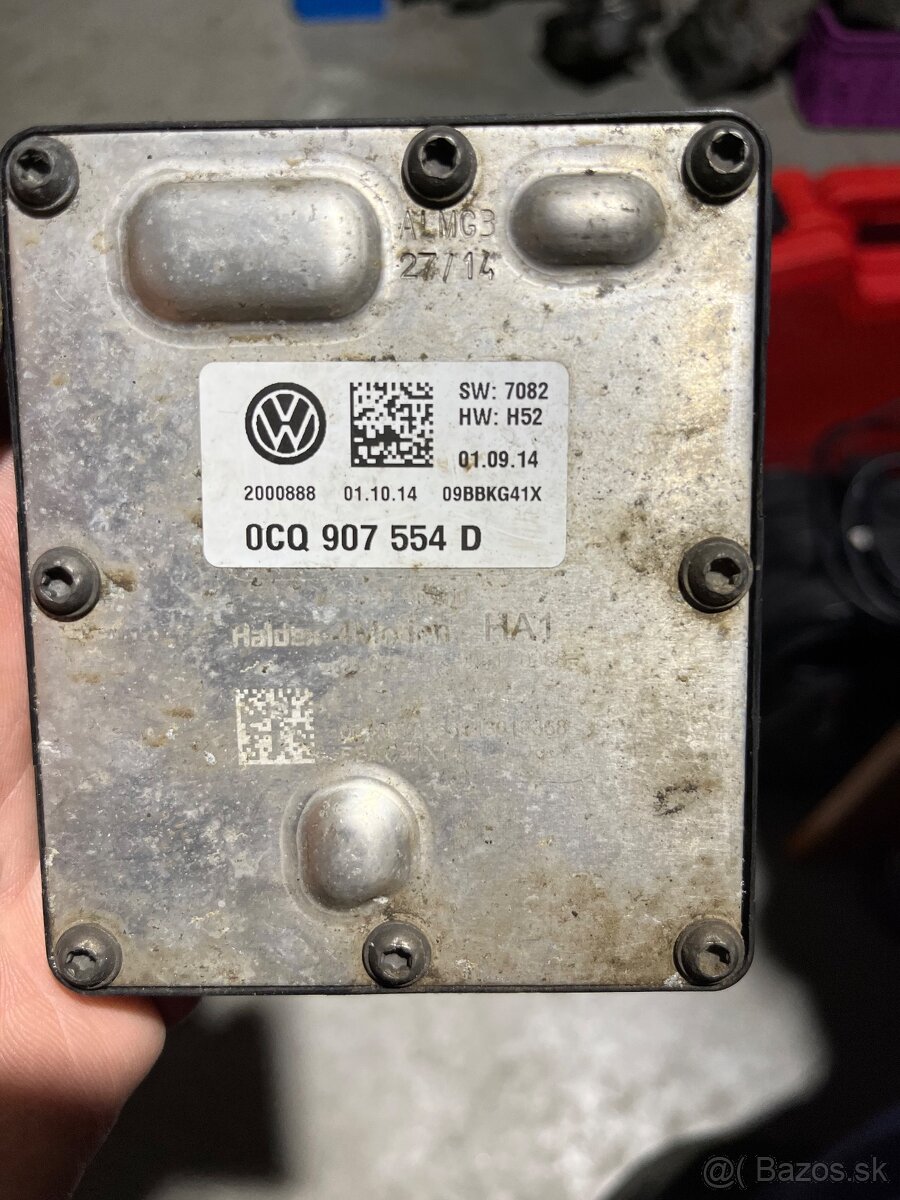 ALMG3
27/14
SW: 7082
HW: H52
01.09.14
2000888 01.10.14 09BBKG41X
0CQ 907 554 D
Haldex 4Motion HA1
@( Bazos.sk